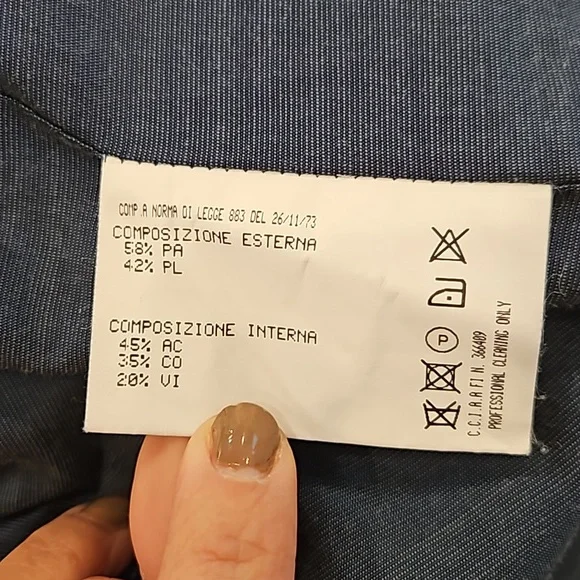 COMP.A NORMA DI LEGGE 883 DEL 26/11/73
COMPOSIZIONE ESTERNA
58% PA
42% PL
COMPOSIZIONE INTERNA
45% AC
35% CO
20% VI
P
C.C.I.A.A FI N. 366409
PROFESSIONAL CLEANING ONLY